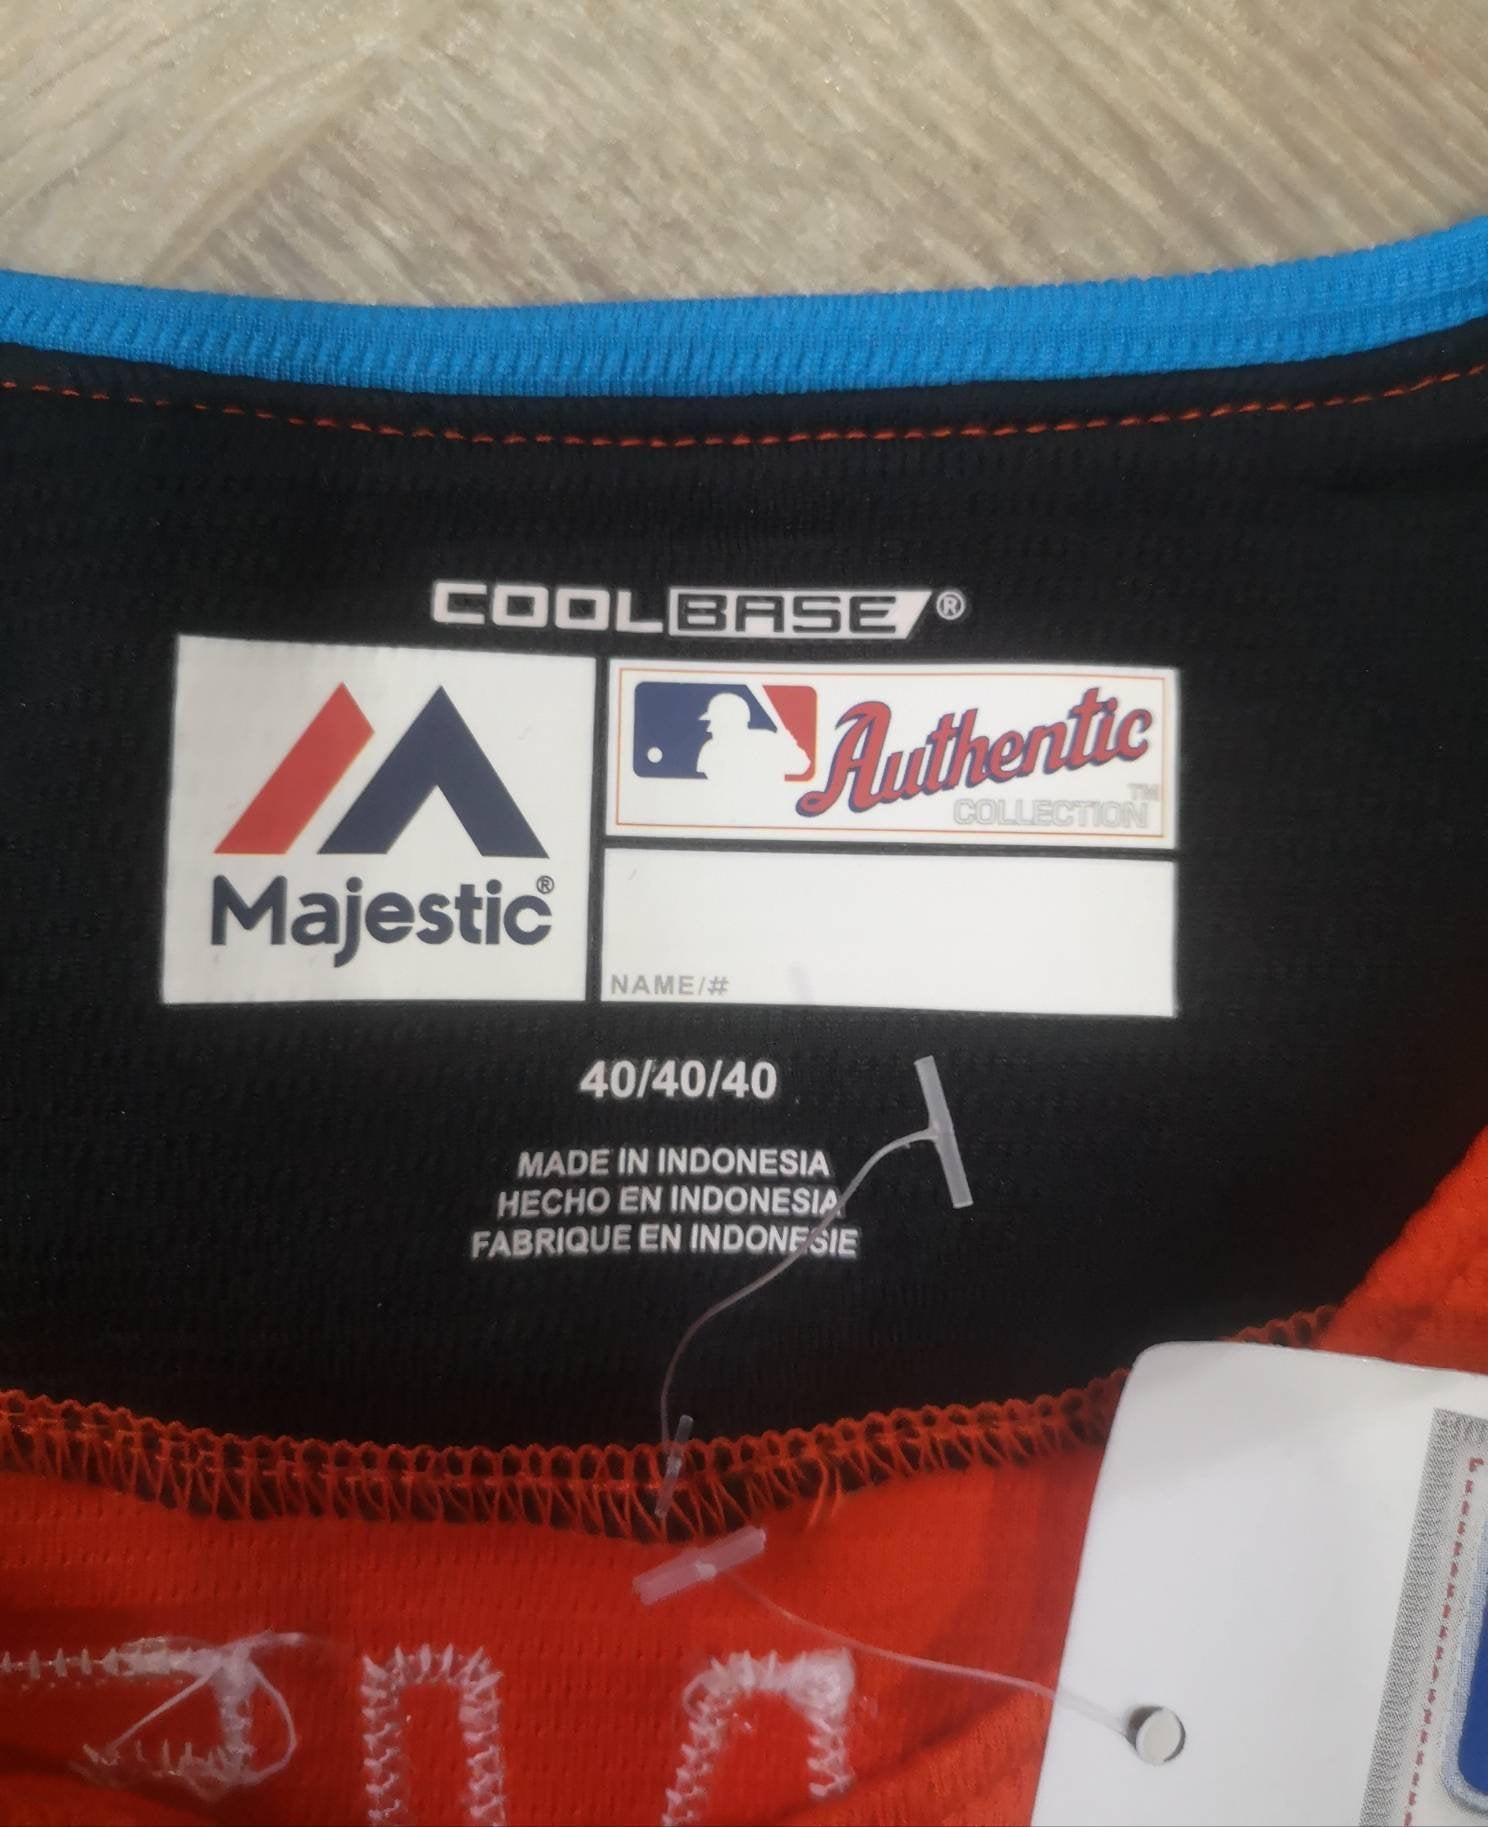 COOLBASE®
Majestic®
Authentic
COLLECTION™
NAME/#
40/40/40
MADE IN INDONESIA
HECHO EN INDONESIA
FABRIQUE EN INDONESIE